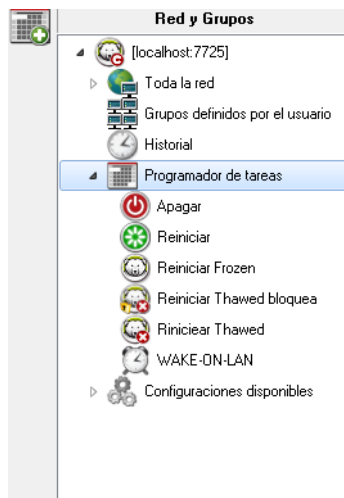 Red y Grupos
[localhost:7725]
Toda la red
Grupos definidos por el usuario
Historial
Programador de tareas
Apagar
Reiniciar
Reiniciar Frozen
Reiniciar Thawed bloquea
Riniciear Thawed
WAKE-ON-LAN
Configuraciones disponibles